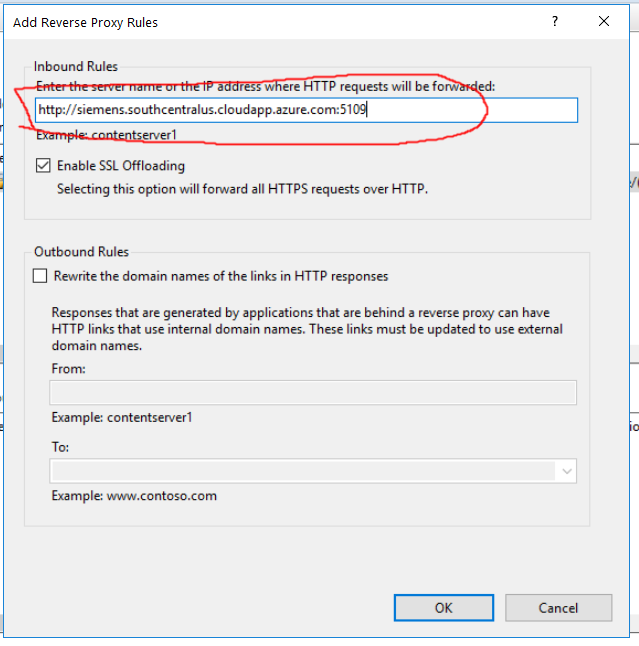 Add Reverse Proxy Rules
?
Inbound Rules
Enter the server name or the IP address where HTTP requests will be forwarded:
http://siemens.southcentralus.cloudapp.azure.com:5109
Example: contentserver1
Enable SSL Offloading
Selecting this option will forward all HTTPS requests over HTTP.
Outbound Rules
Rewrite the domain names of the links in HTTP responses
Responses that are generated by applications that are behind a reverse proxy can have
HTTP links that use internal domain names. These links must be updated to use external
domain names.
From:
Example: contentserver1
To:
Example: www.contoso.com
OK Cancel